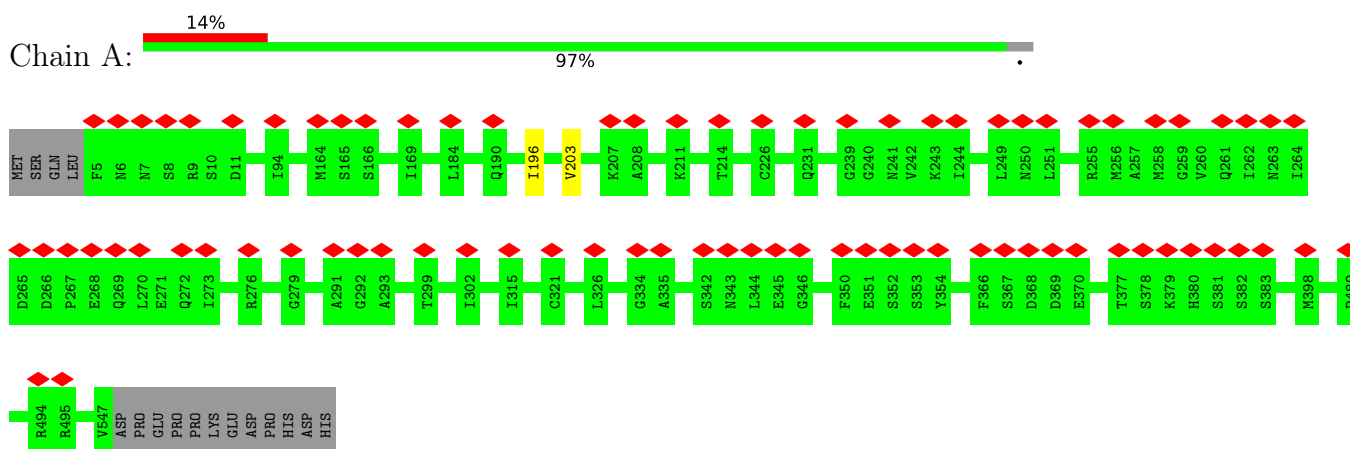 14%
Chain A:
97%
.
MET SER GLN LEU F5 N6 N7 S8 R9 S10 D11 I94 M164 S165 S166 I169 L184 Q190 I196 V203 K207 A208 K211 T214 C226 Q231 G239 G240 N241 V242 K243 I244 L249 N250 L251 R255 M256 A257 M258 G259 V260 Q261 I262 N263 I264
D265 D266 P267 E268 Q269 L270 E271 Q272 I273 R276 G279 A291 G292 A293 T299 I302 I315 C321 L326 G334 A335 S342 N343 L344 E345 G346 F350 E351 S352 S353 Y354 F366 S367 D368 D369 E370 T377 S378 K379 H380 S381 S382 S383 M398
R494 R495 V547 ASP PRO GLU PRO PRO LYS GLU ASP PRO HIS ASP HIS